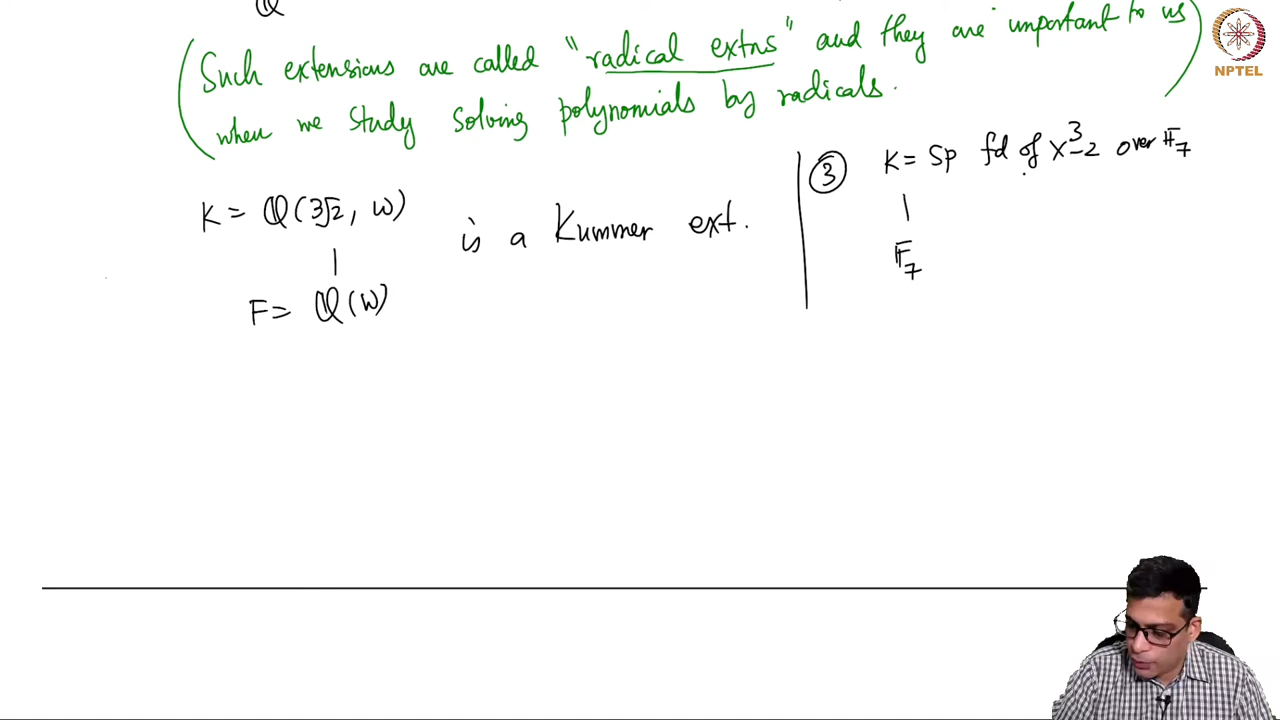 Q
(Such extensions are called "radical extns" and they are important to us
when we study solving polynomials by radicals.)
NPTEL
K = Q(3√2, ω) is a Kummer ext.
|
F = Q(ω)
③ K = Sp fd of x³-2 over F₇
|
F₇